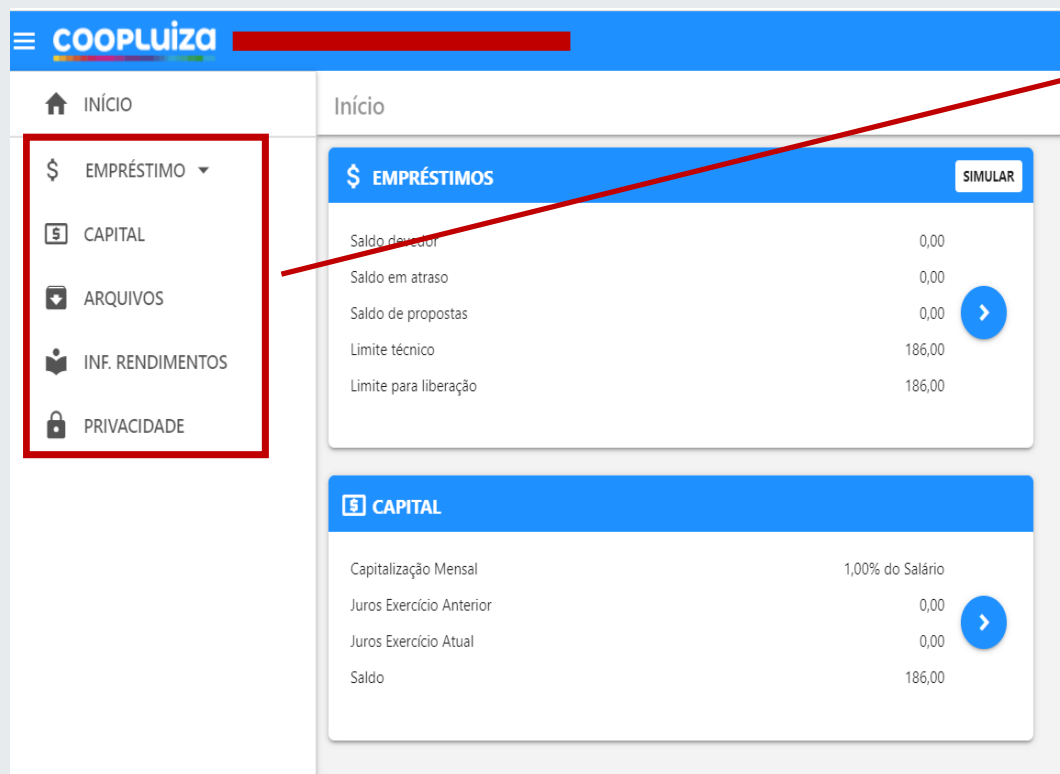 COOPLUIZA
INÍCIO
EMPRÉSTIMO
CAPITAL
ARQUIVOS
INF. RENDIMENTOS
PRIVACIDADE
Início
$ EMPRÉSTIMOS SIMULAR
Saldo devedor 0,00
Saldo em atraso 0,00
Saldo de propostas 0,00
Limite técnico 186,00
Limite para liberação 186,00
CAPITAL
Capitalização Mensal 1,00% do Salário
Juros Exercício Anterior 0,00
Juros Exercício Atual 0,00
Saldo 186,00